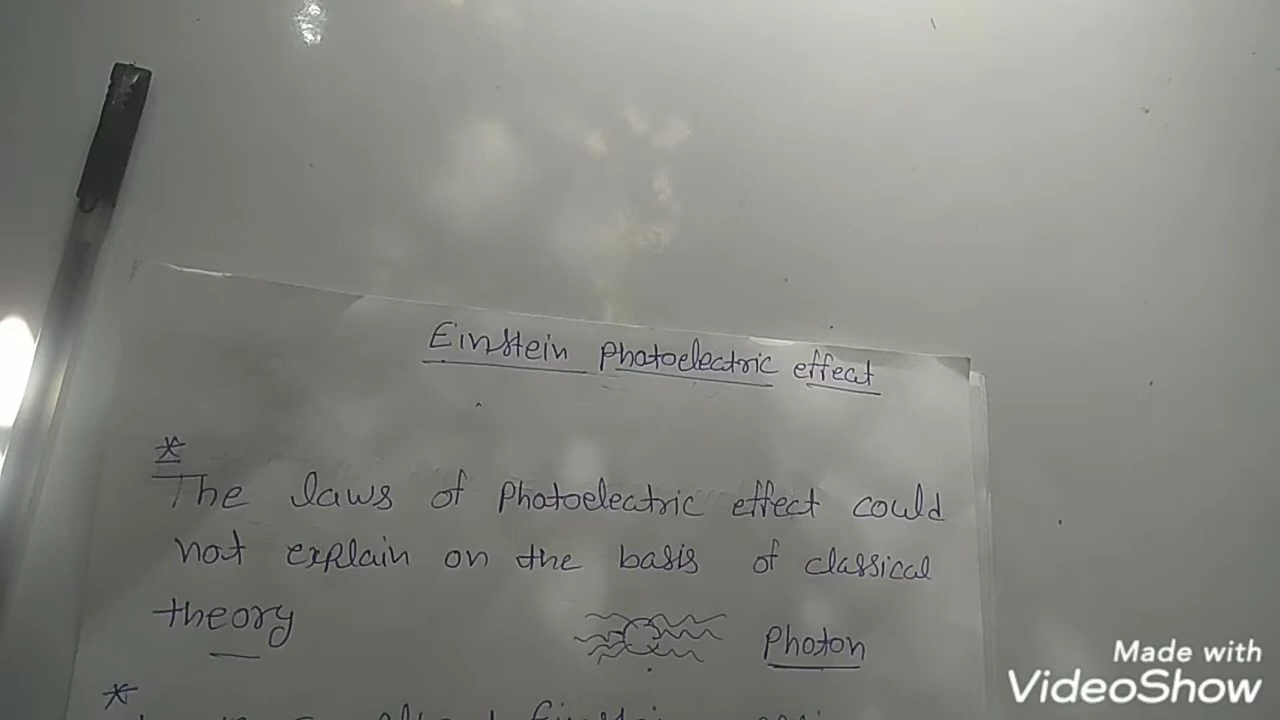 Einstein Photoelectric effect
*
The laws of Photoelectric effect could
not explain on the basis of classical
theory
Photon
*
Einstein
Made with
VideoShow